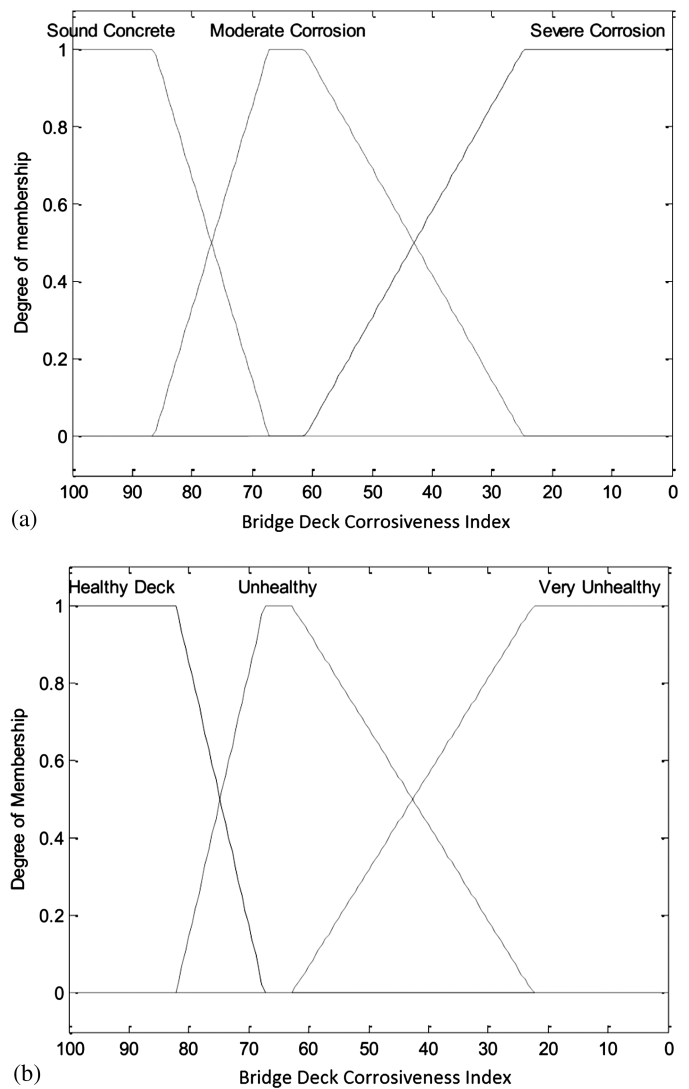 Sound Concrete Moderate Corrosion Severe Corrosion
1
0.8
0.6
0.4
0.2
0
Degree of membership
100 90 80 70 60 50 40 30 20 10 0
Bridge Deck Corrosiveness Index
(a)
Healthy Deck Unhealthy Very Unhealthy
1
0.8
0.6
0.4
0.2
0
Degree of Membership
100 90 80 70 60 50 40 30 20 10 0
Bridge Deck Corrosiveness Index
(b)